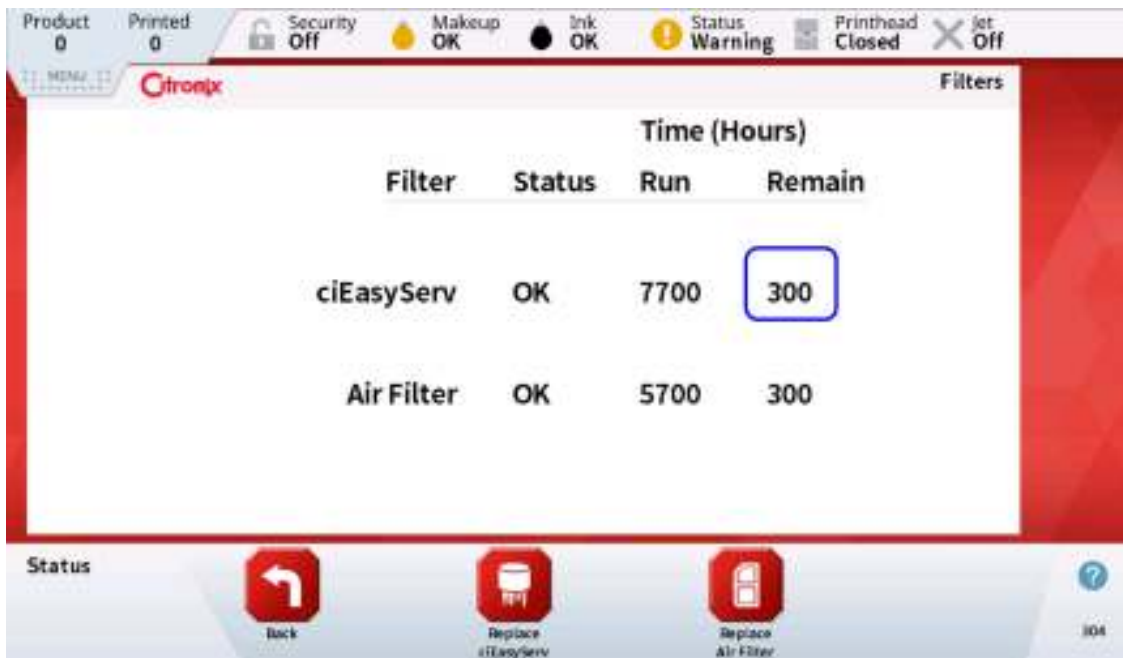 Product Printed Security Makeup Ink Status Printhead Jet
0 0 Off OK OK Warning Closed Off
MENU Citronix Filters
Time (Hours)
Filter Status Run Remain
ciEasyServ OK 7700 300
Air Filter OK 5700 300
Status
Back Replace Replace
ciEasyServ Air Filter
?
304